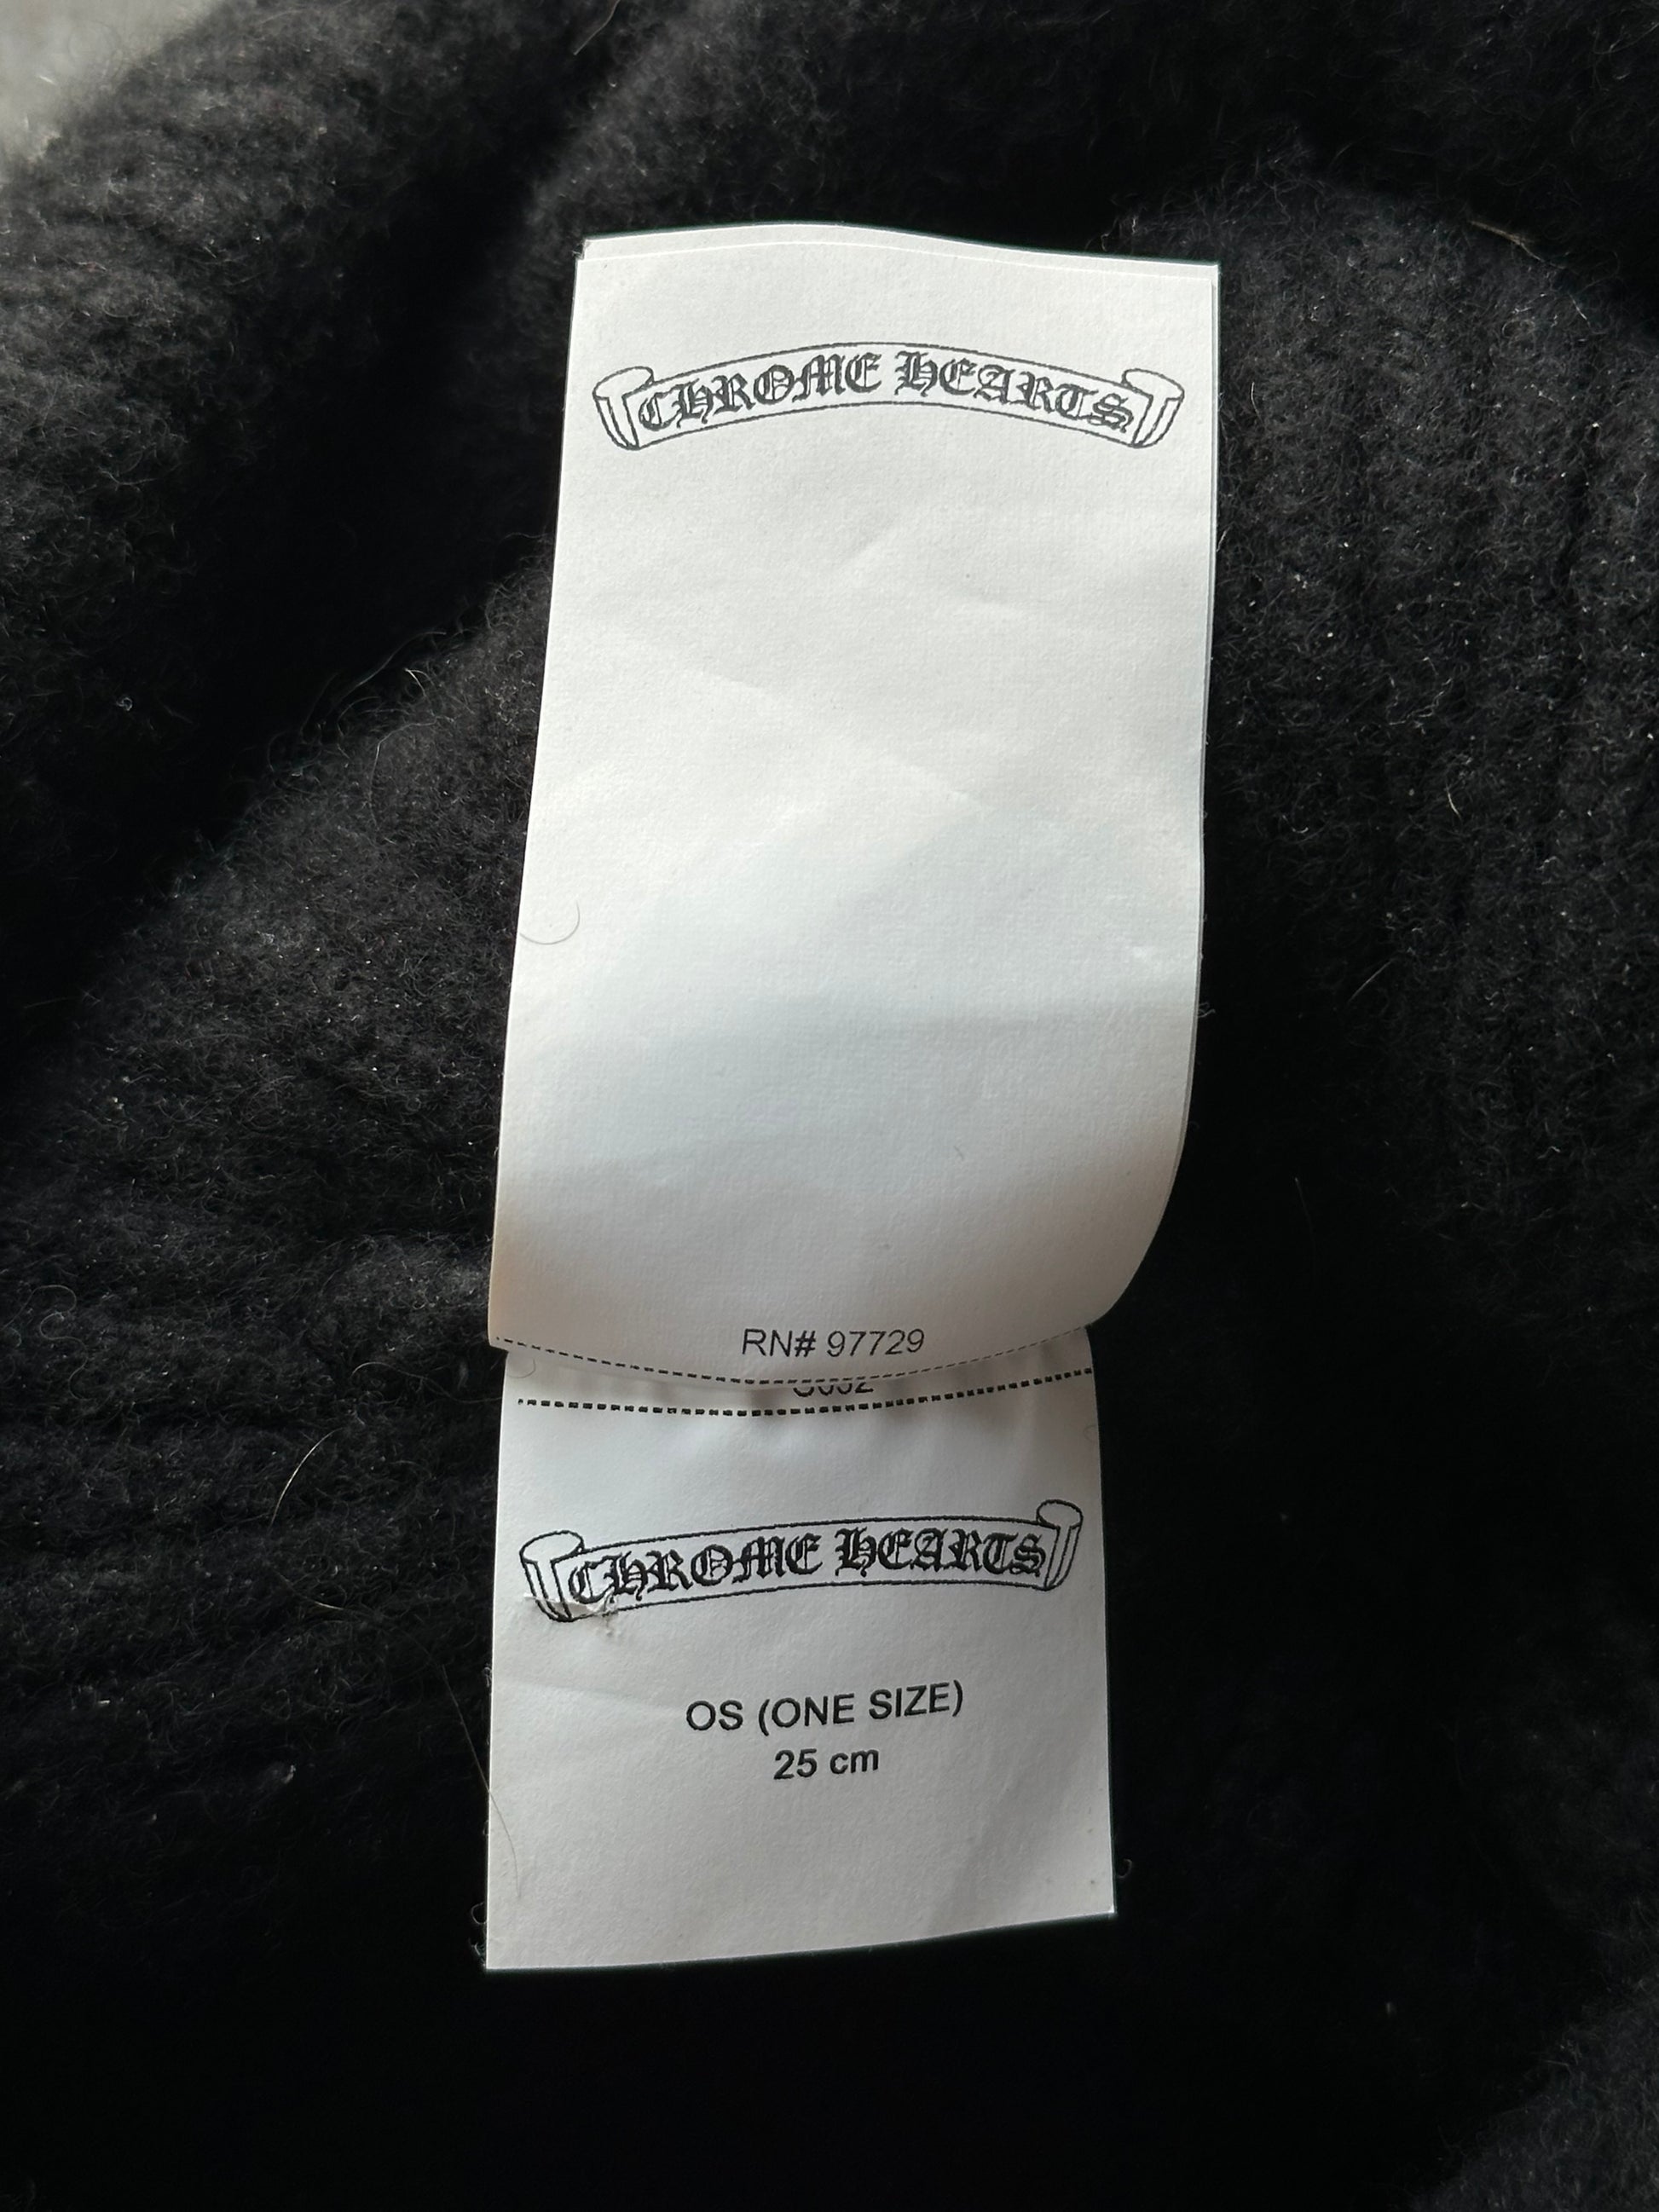 CHROME HEARTS
RN# 97729
CHROME HEARTS
OS (ONE SIZE)
25 cm